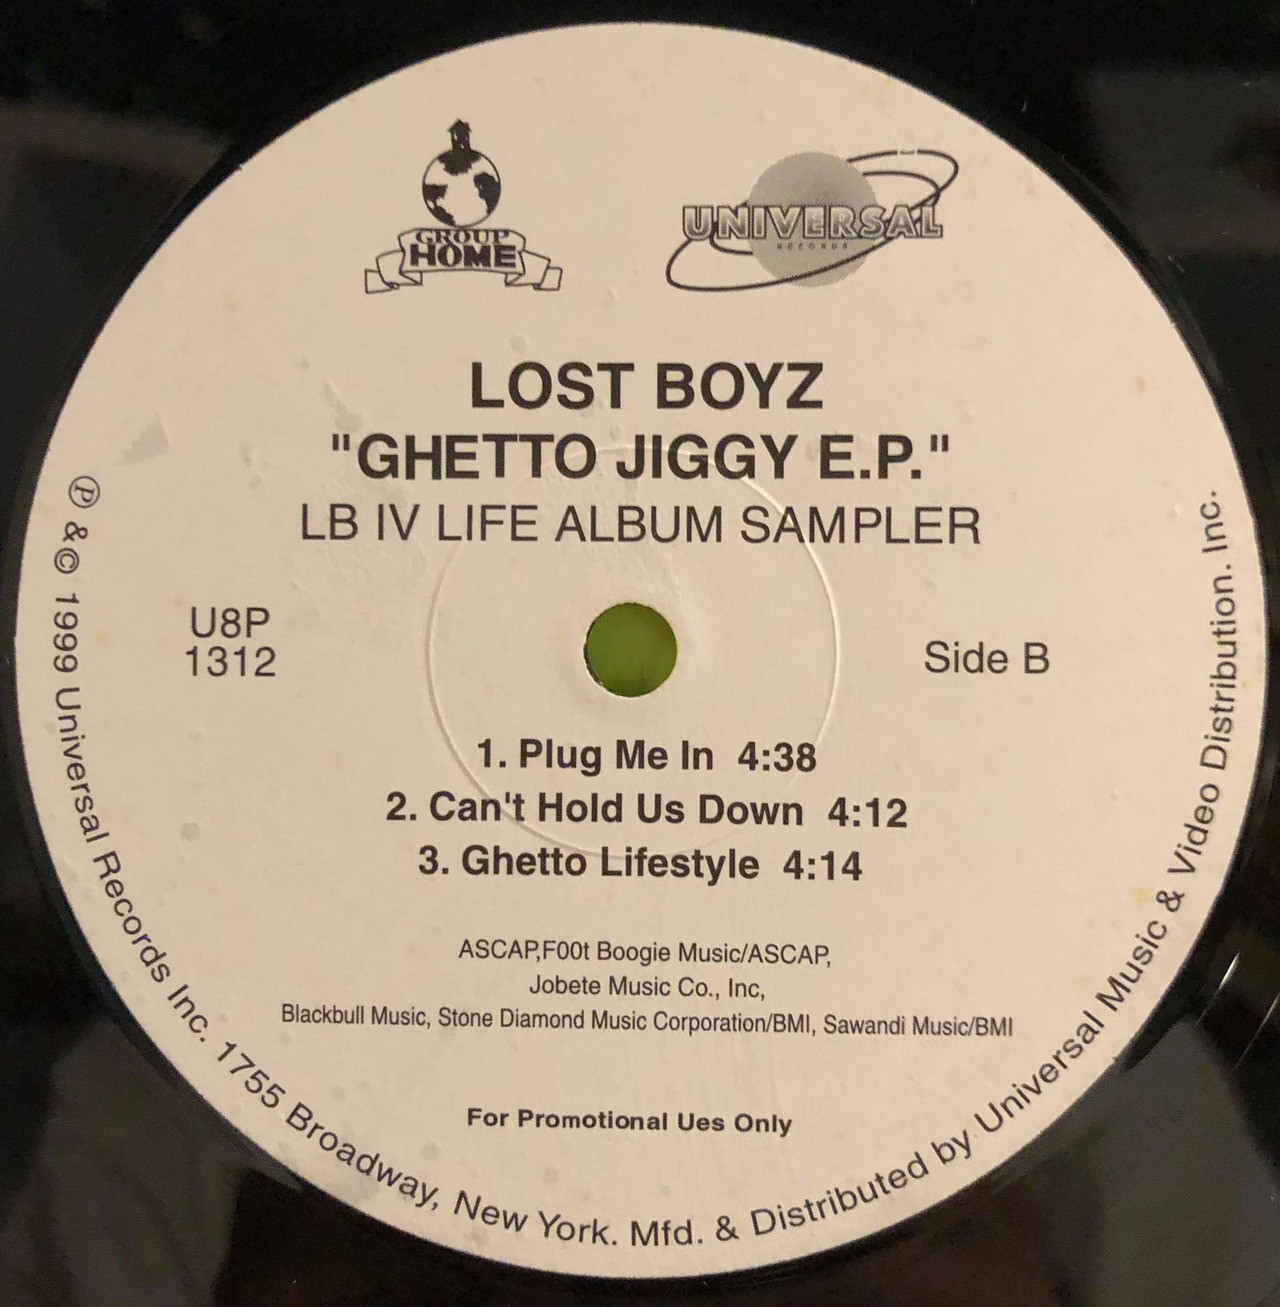 GROUP
HOME
UNIVERSAL
RECORDS
LOST BOYZ
"GHETTO JIGGY E.P."
LB IV LIFE ALBUM SAMPLER
U8P
1312
Side B
1. Plug Me In 4:38
2. Can't Hold Us Down 4:12
3. Ghetto Lifestyle 4:14
ASCAP,F00t Boogie Music/ASCAP,
Jobete Music Co., Inc,
Blackbull Music, Stone Diamond Music Corporation/BMI, Sawandi Music/BMI
For Promotional Ues Only
℗ & © 1999 Universal Records Inc. 1755 Broadway, New York. Mfd. & Distributed by Universal Music & Video Distribution. Inc.